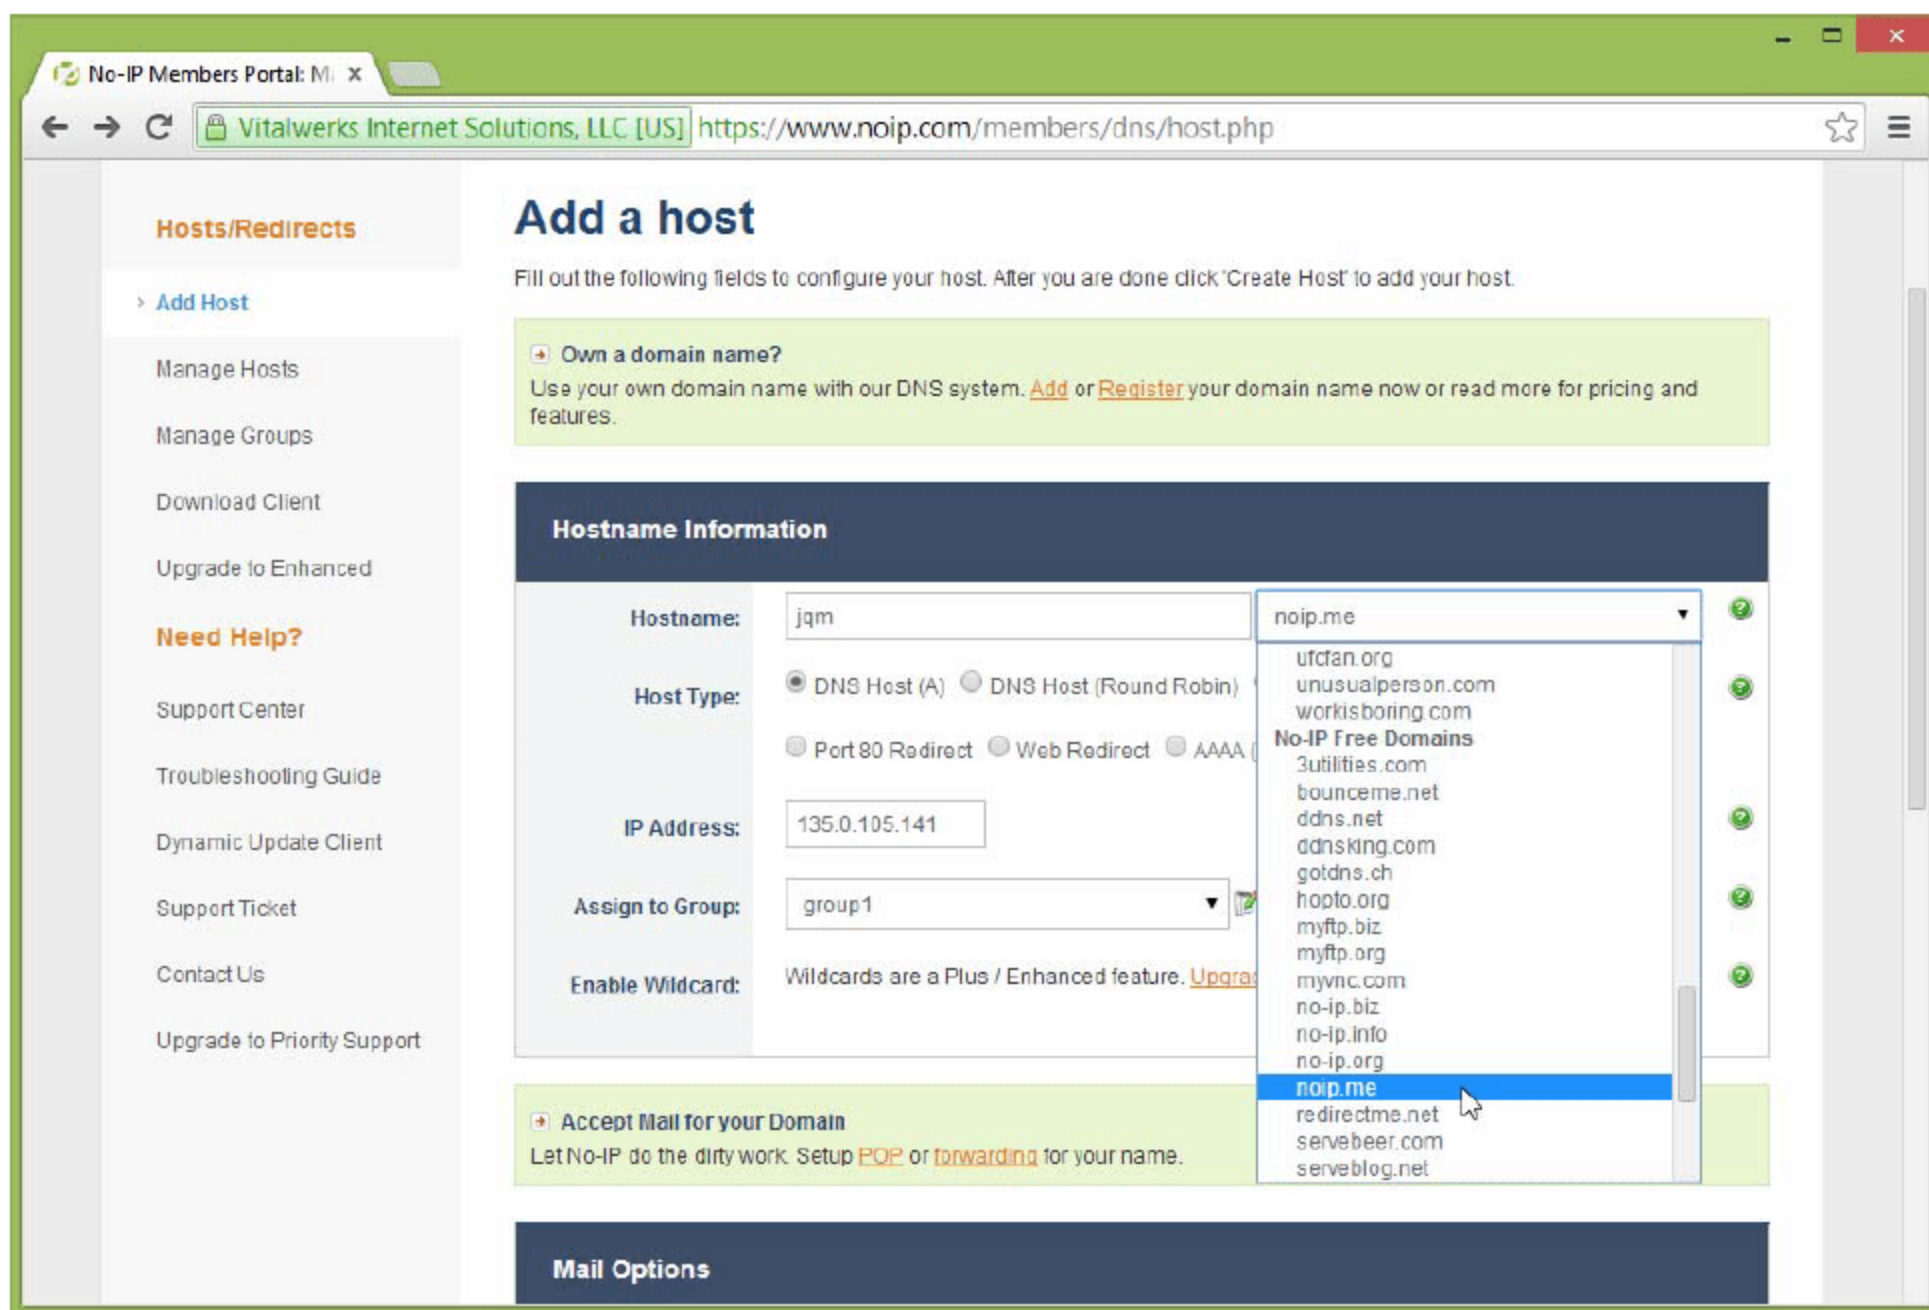 No-IP Members Portal: M
Vitalwerks Internet Solutions, LLC [US] https://www.noip.com/members/dns/host.php
Hosts/Redirects
Add Host
Manage Hosts
Manage Groups
Download Client
Upgrade to Enhanced
Need Help?
Support Center
Troubleshooting Guide
Dynamic Update Client
Support Ticket
Contact Us
Upgrade to Priority Support
Add a host
Fill out the following fields to configure your host. After you are done click 'Create Host' to add your host.
Own a domain name?
Use your own domain name with our DNS system. Add or Register your domain name now or read more for pricing and
features.
Hostname Information
Hostname: jqm noip.me
Host Type: DNS Host (A) DNS Host (Round Robin)
Port 80 Redirect Web Redirect AAAA (
IP Address: 135.0.105.141
Assign to Group: group1
Enable Wildcard: Wildcards are a Plus / Enhanced feature. Upgra
ufcfan.org
unusualperson.com
workisboring.com
No-IP Free Domains
3utilities.com
bounceme.net
ddns.net
ddnsking.com
gotdns.ch
hopto.org
myftp.biz
myftp.org
myvnc.com
no-ip.biz
no-ip.info
no-ip.org
noip.me
redirectme.net
servebeer.com
serveblog.net
Accept Mail for your Domain
Let No-IP do the dirty work. Setup POP or forwarding for your name.
Mail Options